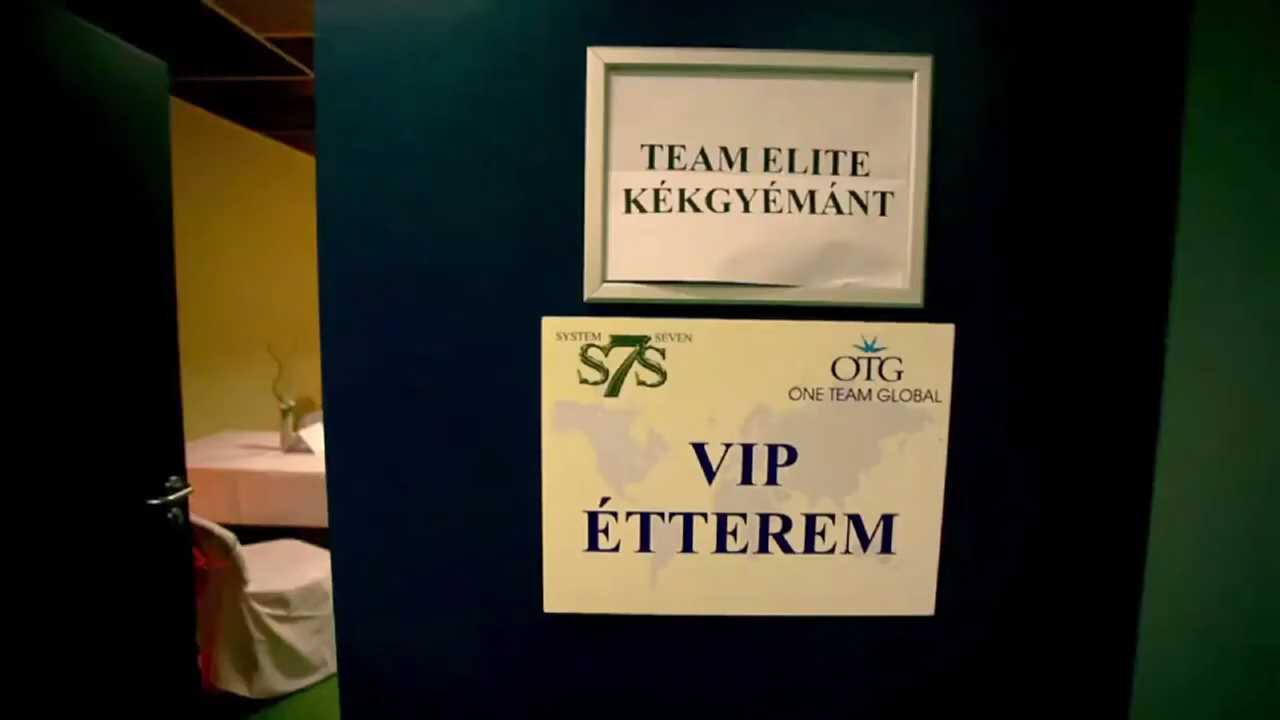 TEAM ELITE
KÉKGYÉMÁNT
SYSTEM SEVEN
S7S
OTG
ONE TEAM GLOBAL
VIP
ÉTTEREM